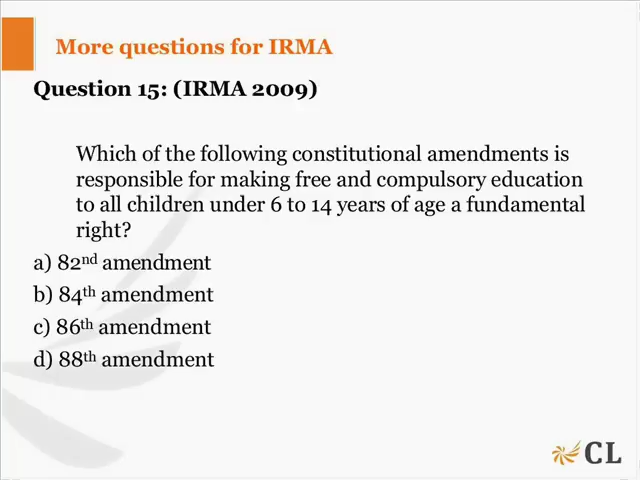 More questions for IRMA
Question 15: (IRMA 2009)
Which of the following constitutional amendments is
responsible for making free and compulsory education
to all children under 6 to 14 years of age a fundamental
right?
a) 82nd amendment
b) 84th amendment
c) 86th amendment
d) 88th amendment
CL